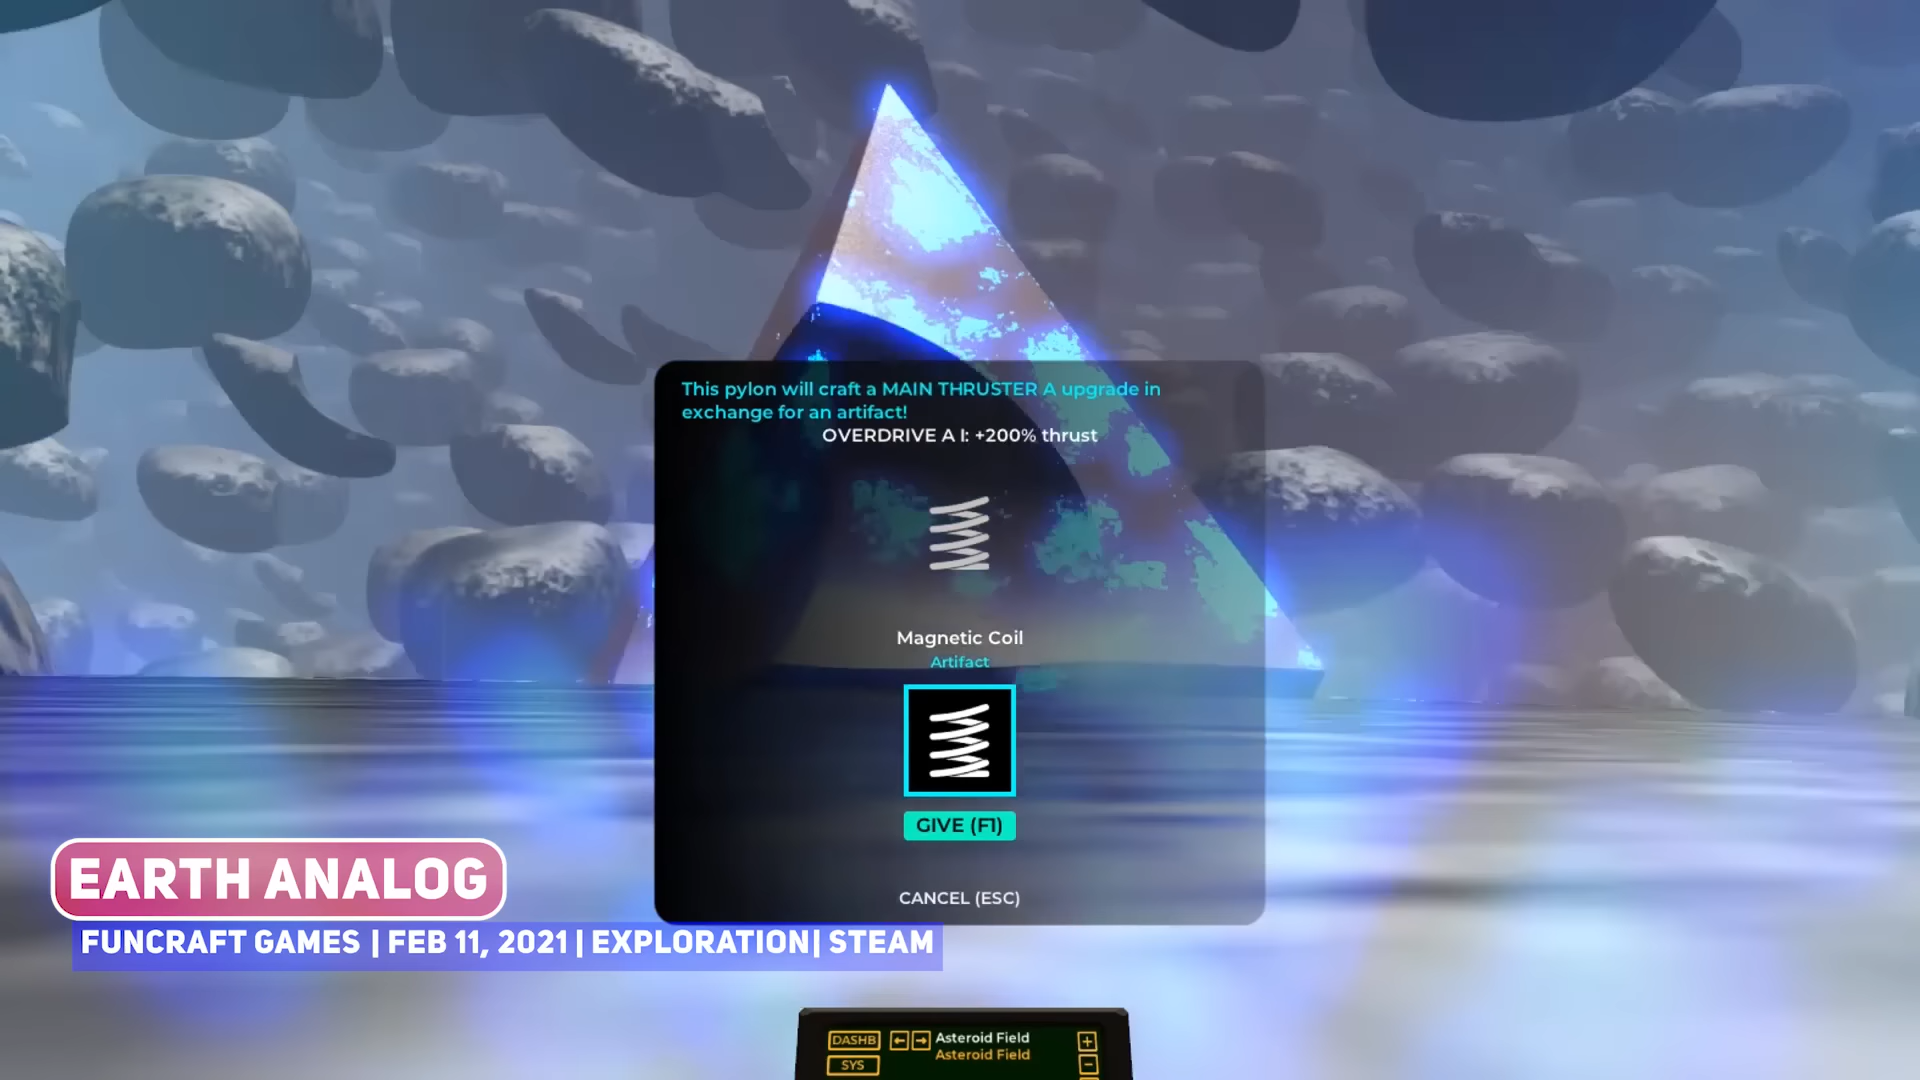 This pylon will craft a MAIN THRUSTER A upgrade in
exchange for an artifact!
OVERDRIVE A I: +200% thrust
Magnetic Coil
Artifact
GIVE (F1)
CANCEL (ESC)
EARTH ANALOG
FUNCRAFT GAMES | FEB 11, 2021 | EXPLORATION| STEAM
DASHB ← → Asteroid Field +
SYS Asteroid Field −